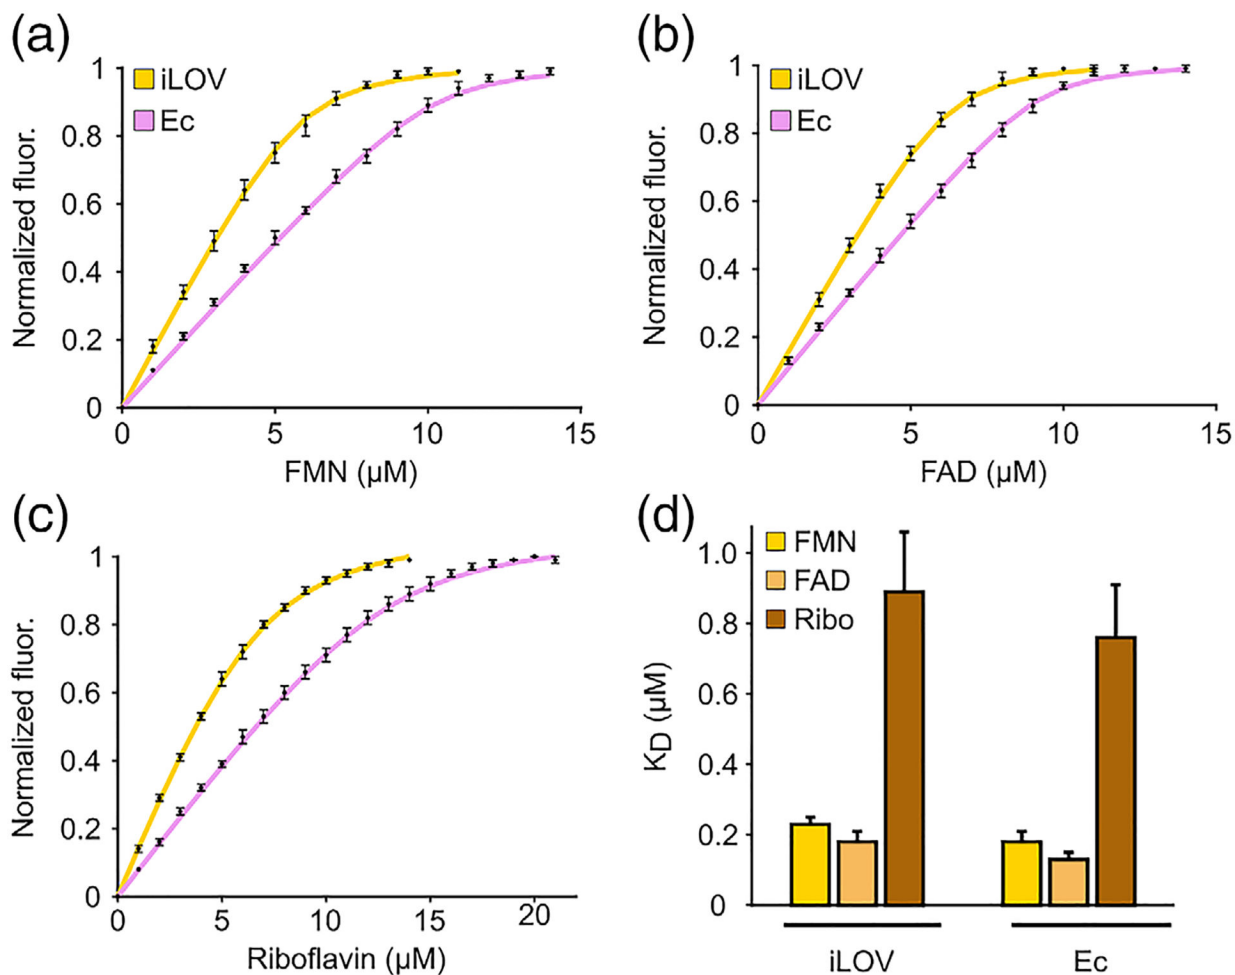 (a)
Normalized fluor.
1
0.8
0.6
0.4
0.2
0
iLOV
Ec
0 5 10 15
FMN (µM)
(b)
Normalized fluor.
1
0.8
0.6
0.4
0.2
0
iLOV
Ec
0 5 10 15
FAD (µM)
(c)
Normalized fluor.
1
0.8
0.6
0.4
0.2
0
0 5 10 15 20
Riboflavin (µM)
(d)
KD (µM)
1.0
0.8
0.6
0.4
0.2
0
FMN
FAD
Ribo
iLOV Ec